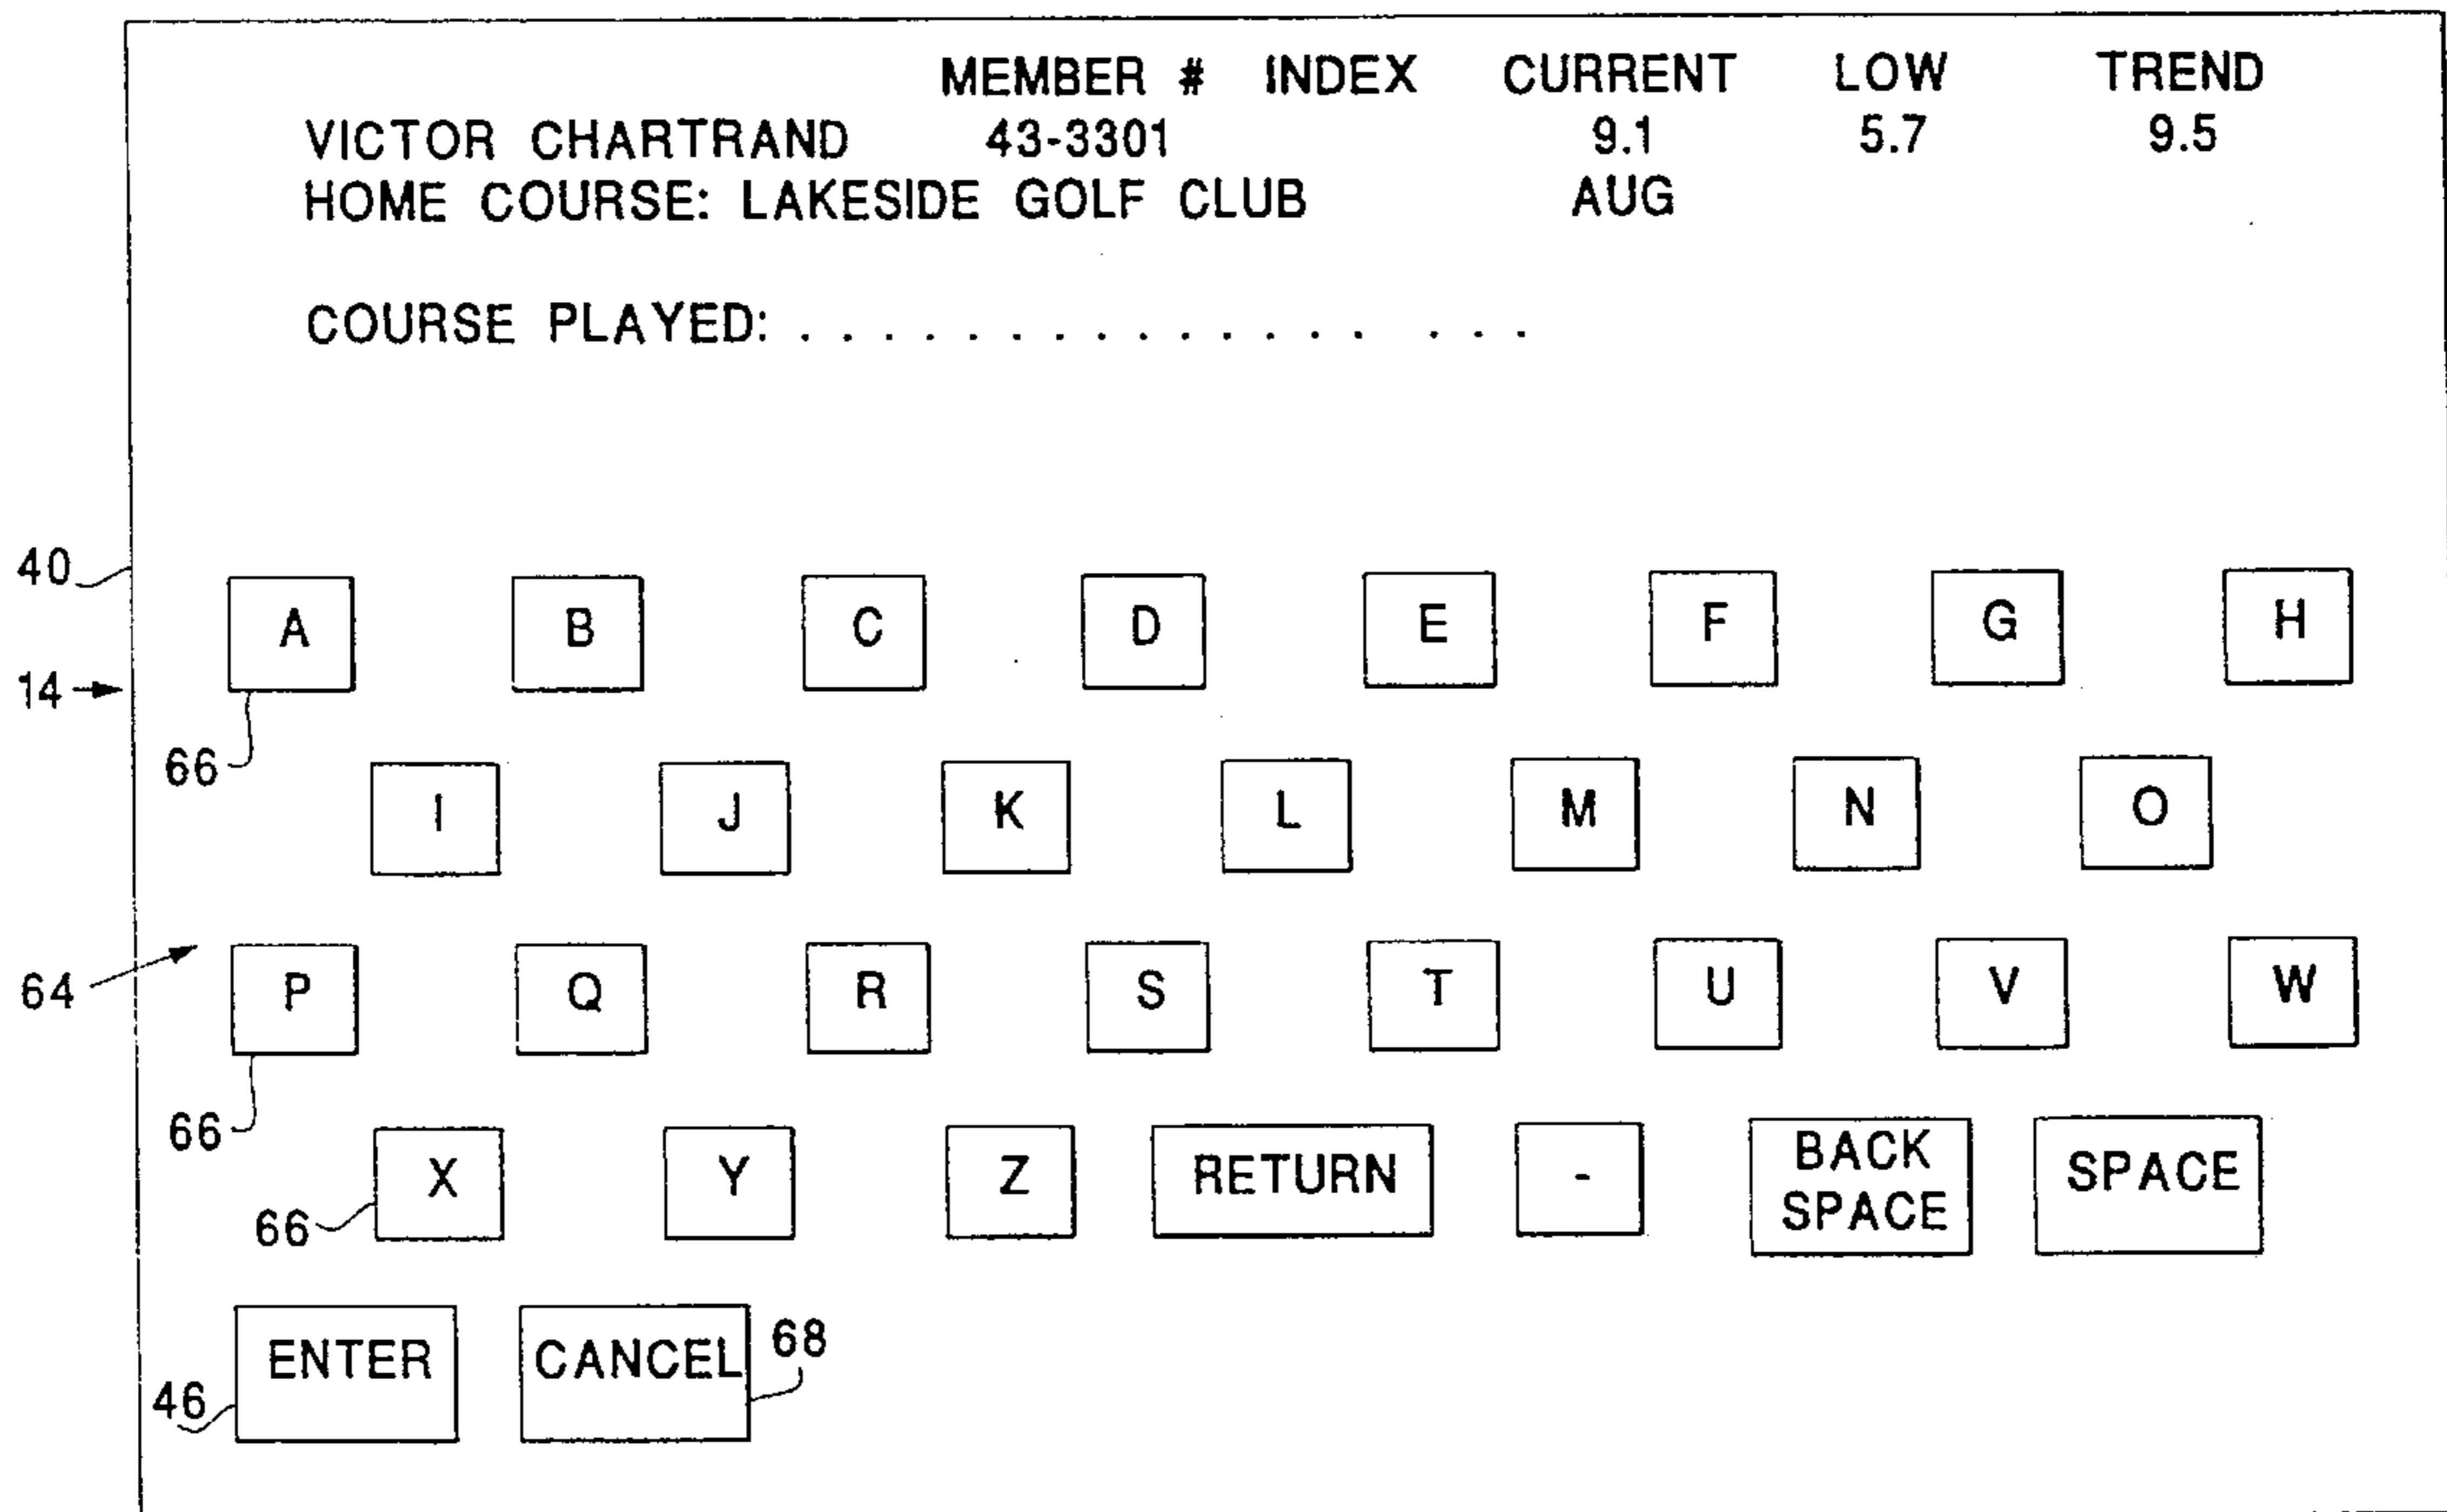 MEMBER # INDEX CURRENT LOW TREND
VICTOR CHARTRAND 43-3301 9.1 5.7 9.5
HOME COURSE: LAKESIDE GOLF CLUB AUG
COURSE PLAYED: . . . . . . . . . . . . . . . . . . . .
40
A B C D E F G H
14
66
I J K L M N O
64
P Q R S T U V W
66
X Y Z RETURN - BACK SPACE SPACE
66
ENTER CANCEL 68
46